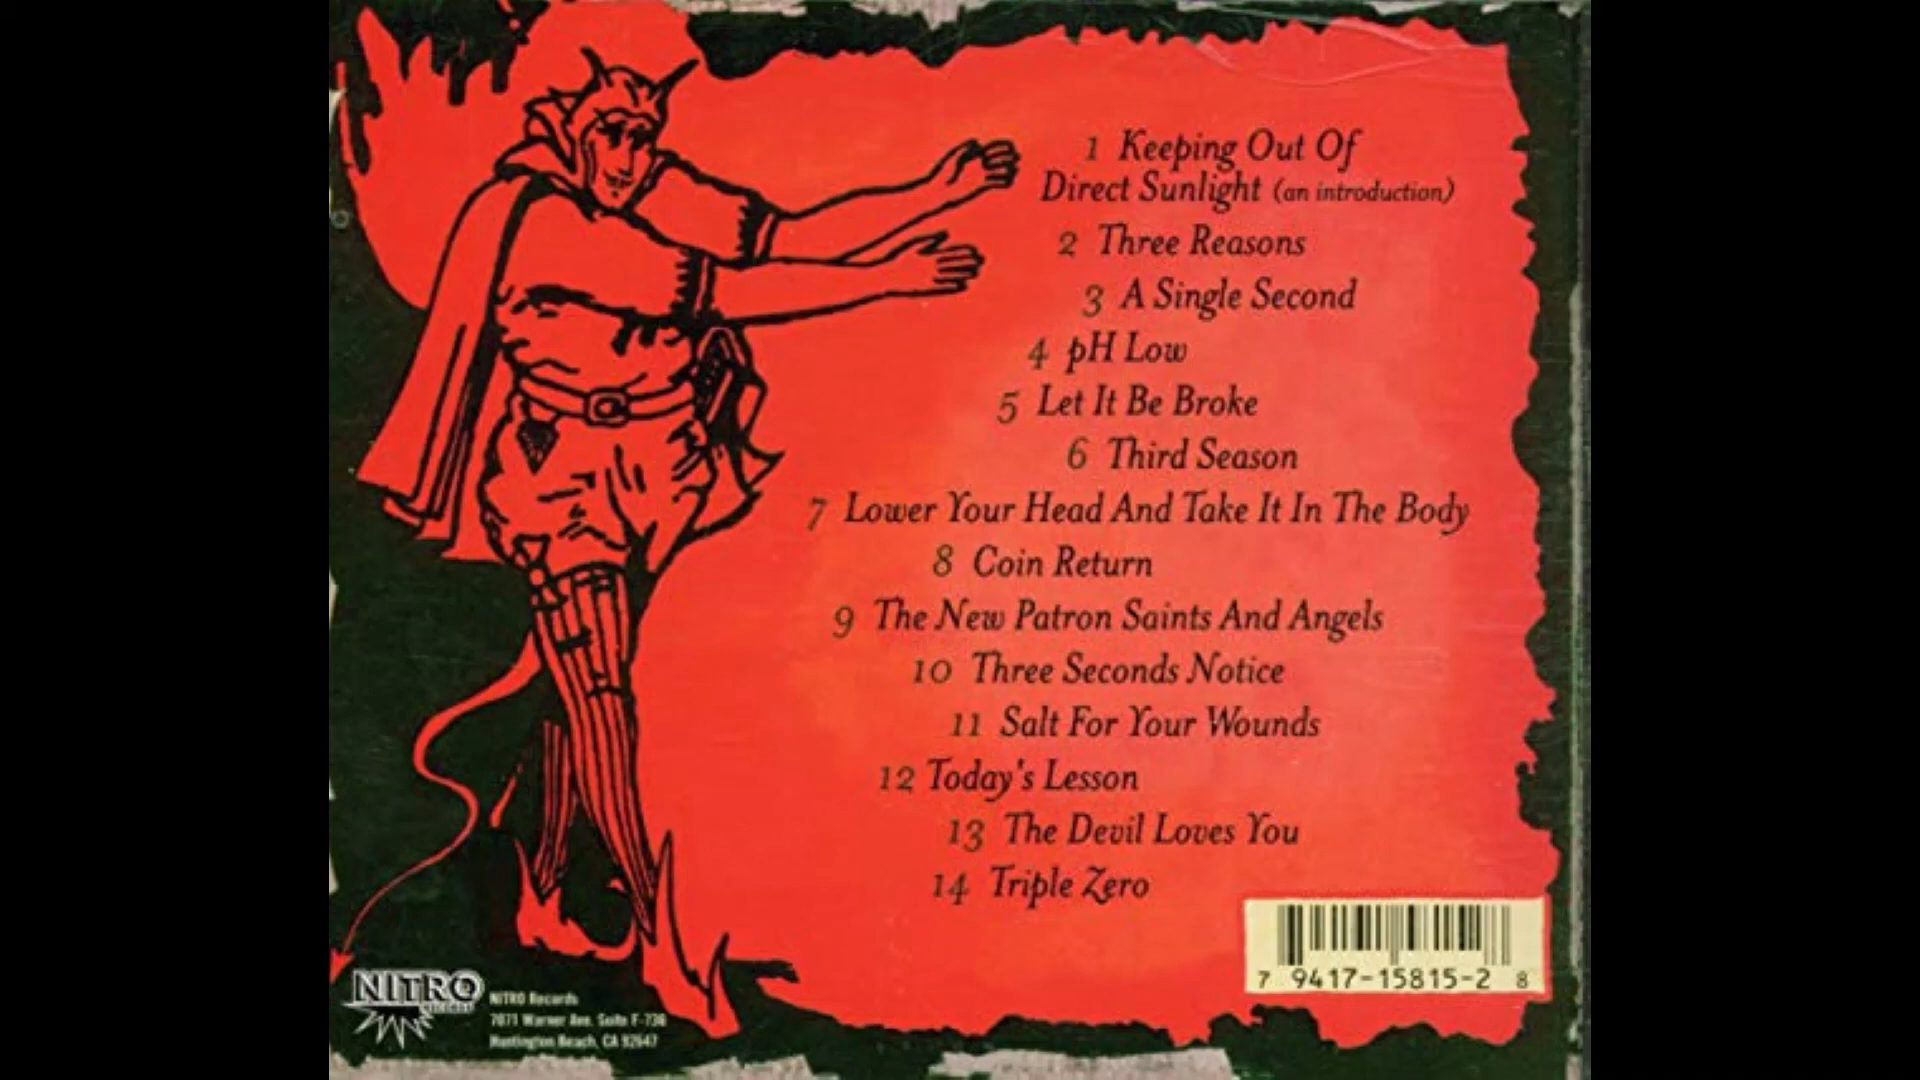 1 Keeping Out Of
Direct Sunlight (an introduction)
2 Three Reasons
3 A Single Second
4 pH Low
5 Let It Be Broke
6 Third Season
7 Lower Your Head And Take It In The Body
8 Coin Return
9 The New Patron Saints And Angels
10 Three Seconds Notice
11 Salt For Your Wounds
12 Today's Lesson
13 The Devil Loves You
14 Triple Zero
7 9417-15815-2 8
NITRO
RECORDS
NITRO Records
7071 Warner Ave. Suite F-736
Huntington Beach, CA 92647